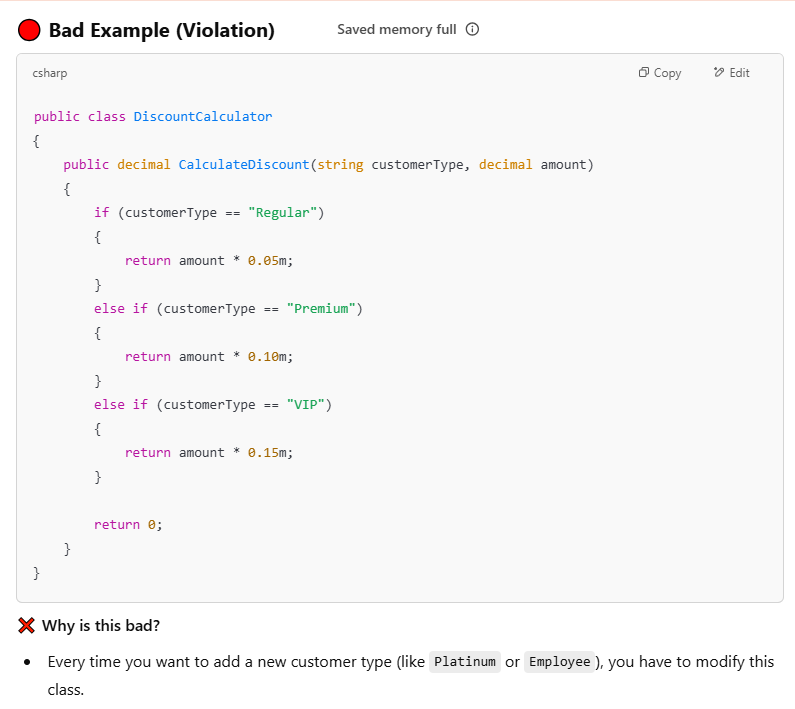 Bad Example (Violation) Saved memory full
csharp Copy Edit
public class DiscountCalculator
{
public decimal CalculateDiscount(string customerType, decimal amount)
{
if (customerType == "Regular")
{
return amount * 0.05m;
}
else if (customerType == "Premium")
{
return amount * 0.10m;
}
else if (customerType == "VIP")
{
return amount * 0.15m;
}
return 0;
}
}
Why is this bad?
Every time you want to add a new customer type (like Platinum or Employee), you have to modify this
class.